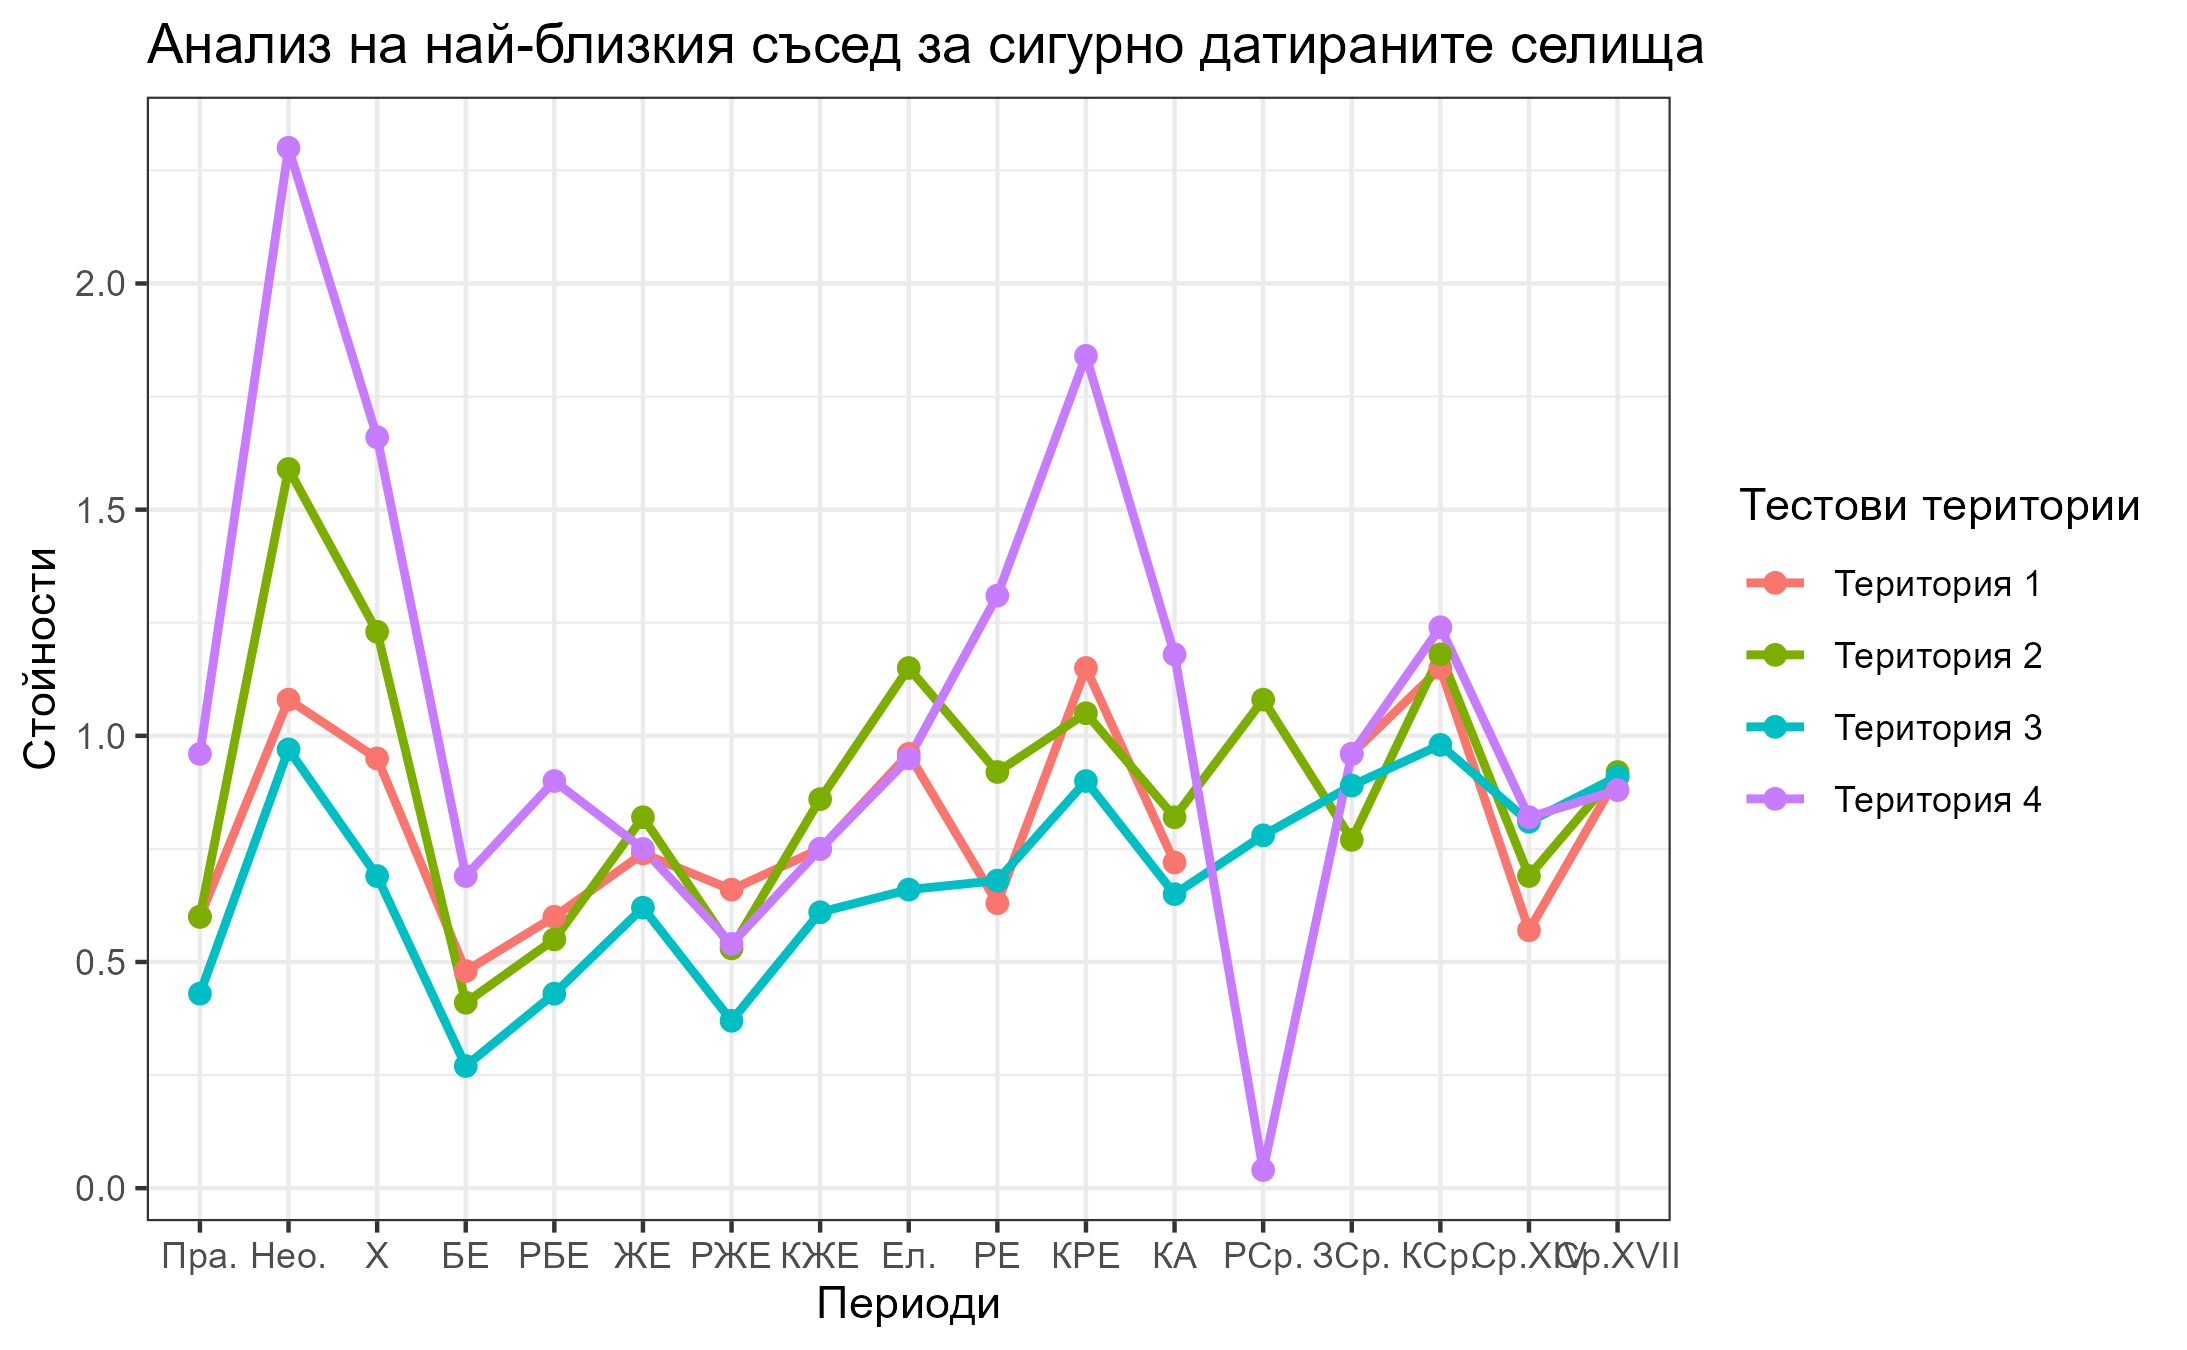 Анализ на най-близкия съсед за сигурно датираните селища
Стойности
2.0
1.5
1.0
0.5
0.0
Пра. Нео. Х БЕ РБЕ ЖЕ РЖЕ КЖЕ Ел. РЕ КРЕ КА РСр. ЗСр. КСр. Ср.XIV Ср.XVII
Периоди
Тестови територии
Територия 1
Територия 2
Територия 3
Територия 4